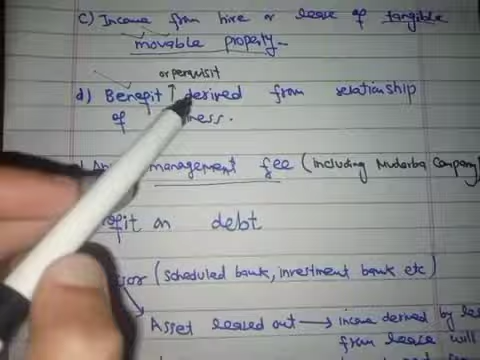 c) Income from hire or lease of tangible
movable property -
or perquisit
d) Benefit ↑ derived from relationship
of ness.
management fee (including Mudarba Company)
on debt
(scheduled bank, investment bank etc)
Asset leased out → income derived by
from lease will